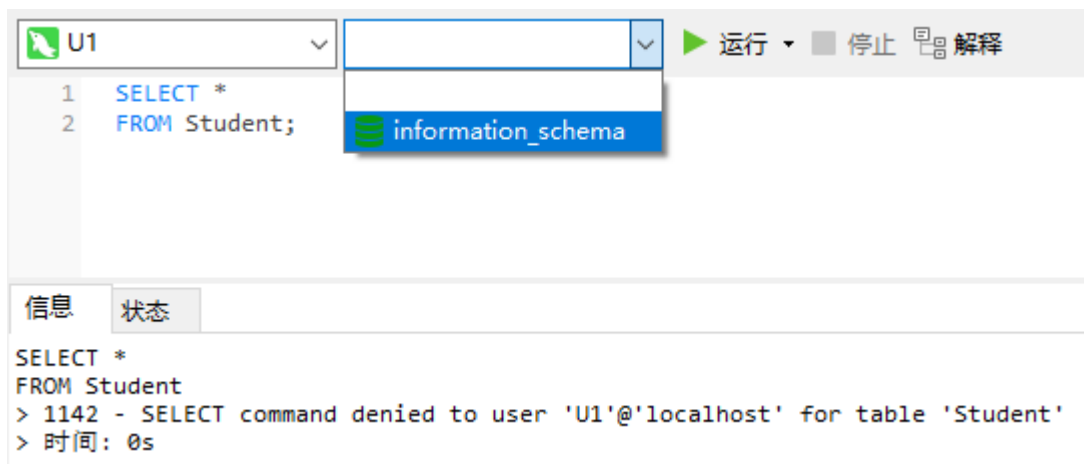 U1 运行 停止 解释
1 SELECT *
2 FROM Student;
information_schema
信息 状态
SELECT *
FROM Student
> 1142 - SELECT command denied to user 'U1'@'localhost' for table 'Student'
> 时间: 0s